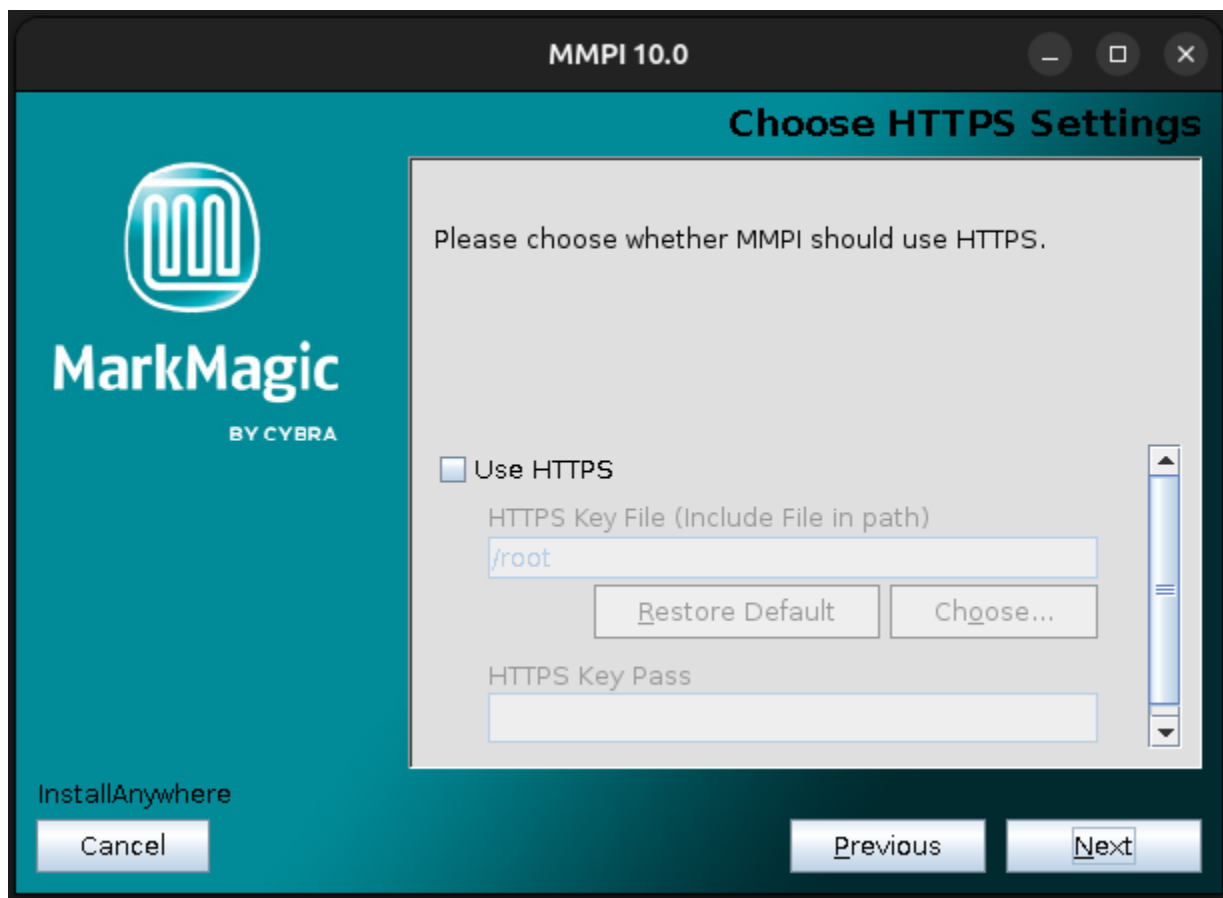 MMPI 10.0
Choose HTTPS Settings
MarkMagic
BY CYBRA
Please choose whether MMPI should use HTTPS.
Use HTTPS
HTTPS Key File (Include File in path)
/root
Restore Default
Choose...
HTTPS Key Pass
InstallAnywhere
Cancel
Previous
Next